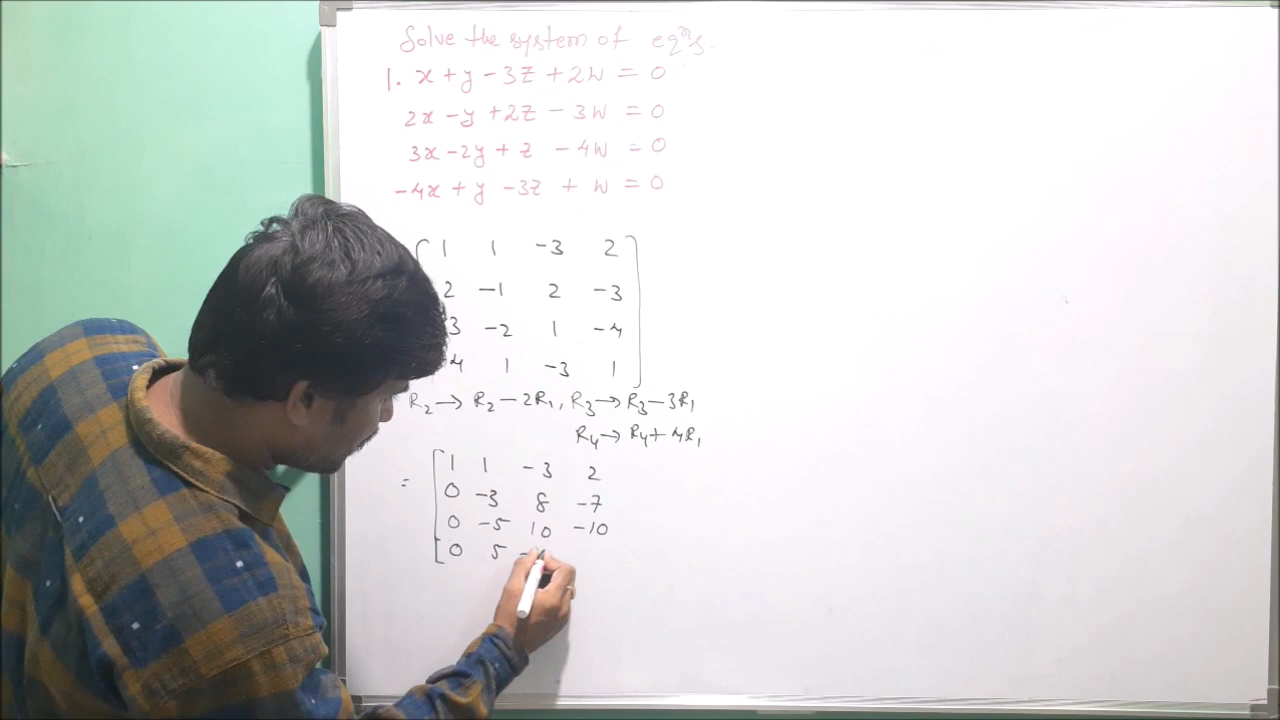 Solve the system of eqⁿs.
1. x + y - 3z + 2w = 0
2x - y + 2z - 3w = 0
3x - 2y + z - 4w = 0
-4x + y - 3z + w = 0
1 1 -3 2
2 -1 2 -3
3 -2 1 -4
4 1 -3 1
R₂ → R₂ - 2R₁, R₃ → R₃ - 3R₁
R₄ → R₄ + 4R₁
= 1 1 -3 2
0 -3 8 -7
0 -5 10 -10
0 5 -